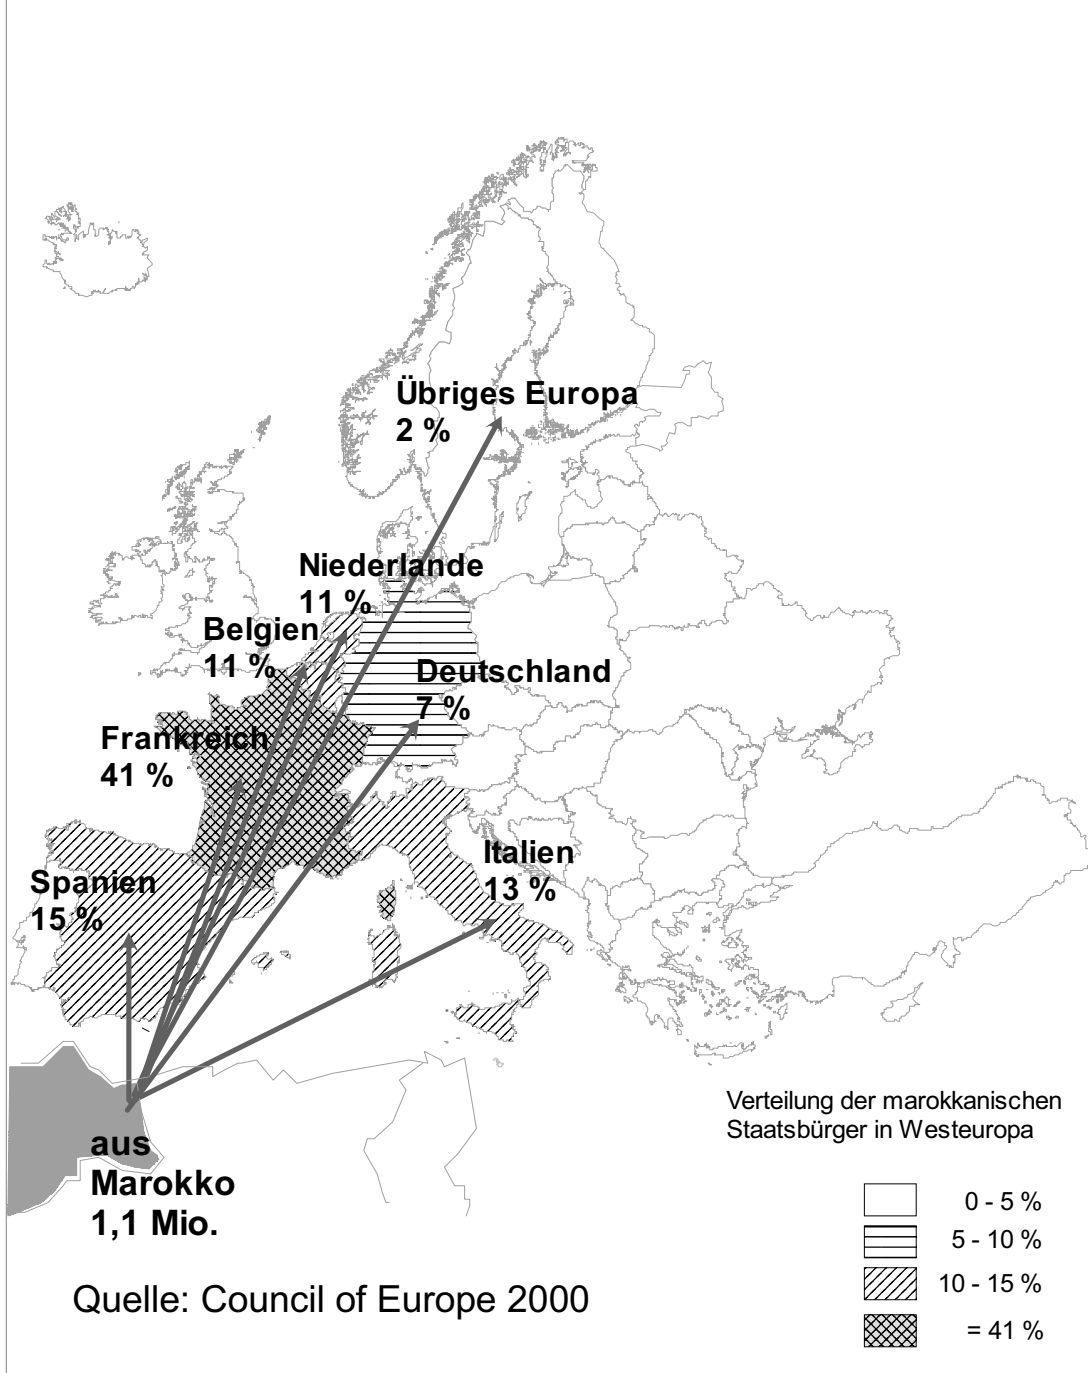 Übriges Europa
2 %
Niederlande
11 %
Belgien
11 %
Deutschland
7 %
Frankreich
41 %
Italien
13 %
Spanien
15 %
aus
Marokko
1,1 Mio.
Verteilung der marokkanischen
Staatsbürger in Westeuropa
0 - 5 %
5 - 10 %
10 - 15 %
= 41 %
Quelle: Council of Europe 2000